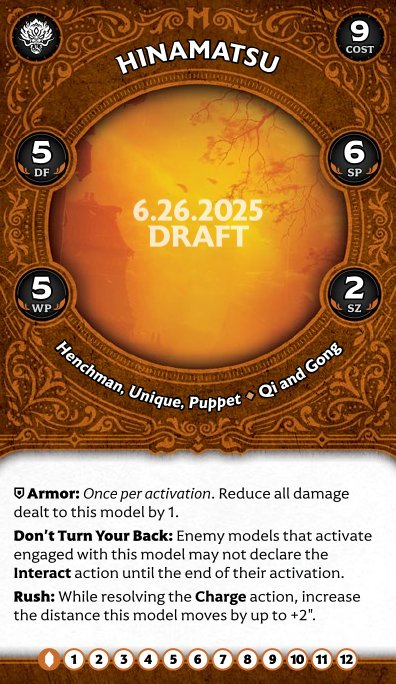 HINAMATSU
9
COST
5
DF
6
SP
6.26.2025
DRAFT
5
WP
2
SZ
Henchman, Unique, Puppet ♦ Qi and Gong
Armor: Once per activation. Reduce all damage
dealt to this model by 1.
Don’t Turn Your Back: Enemy models that activate
engaged with this model may not declare the
Interact action until the end of their activation.
Rush: While resolving the Charge action, increase
the distance this model moves by up to +2".
1 2 3 4 5 6 7 8 9 10 11 12